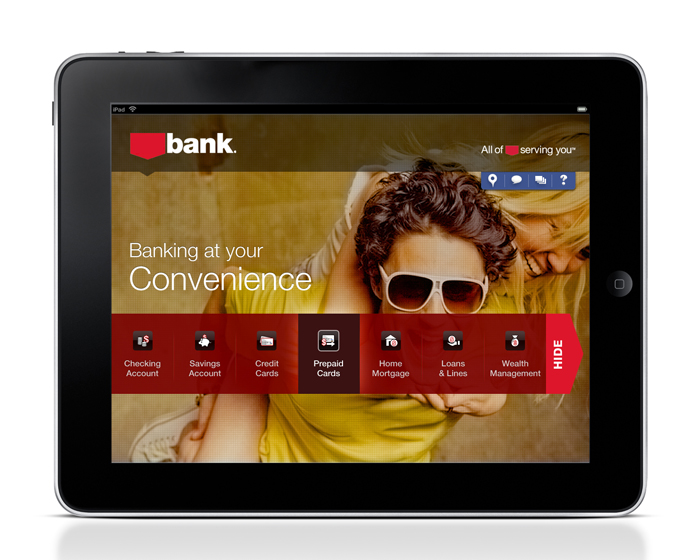 iPad
bank.
All of serving you℠
?
Banking at your
Convenience
Checking
Account
Savings
Account
Credit
Cards
Prepaid
Cards
Home
Mortgage
Loans
& Lines
Wealth
Management
HIDE